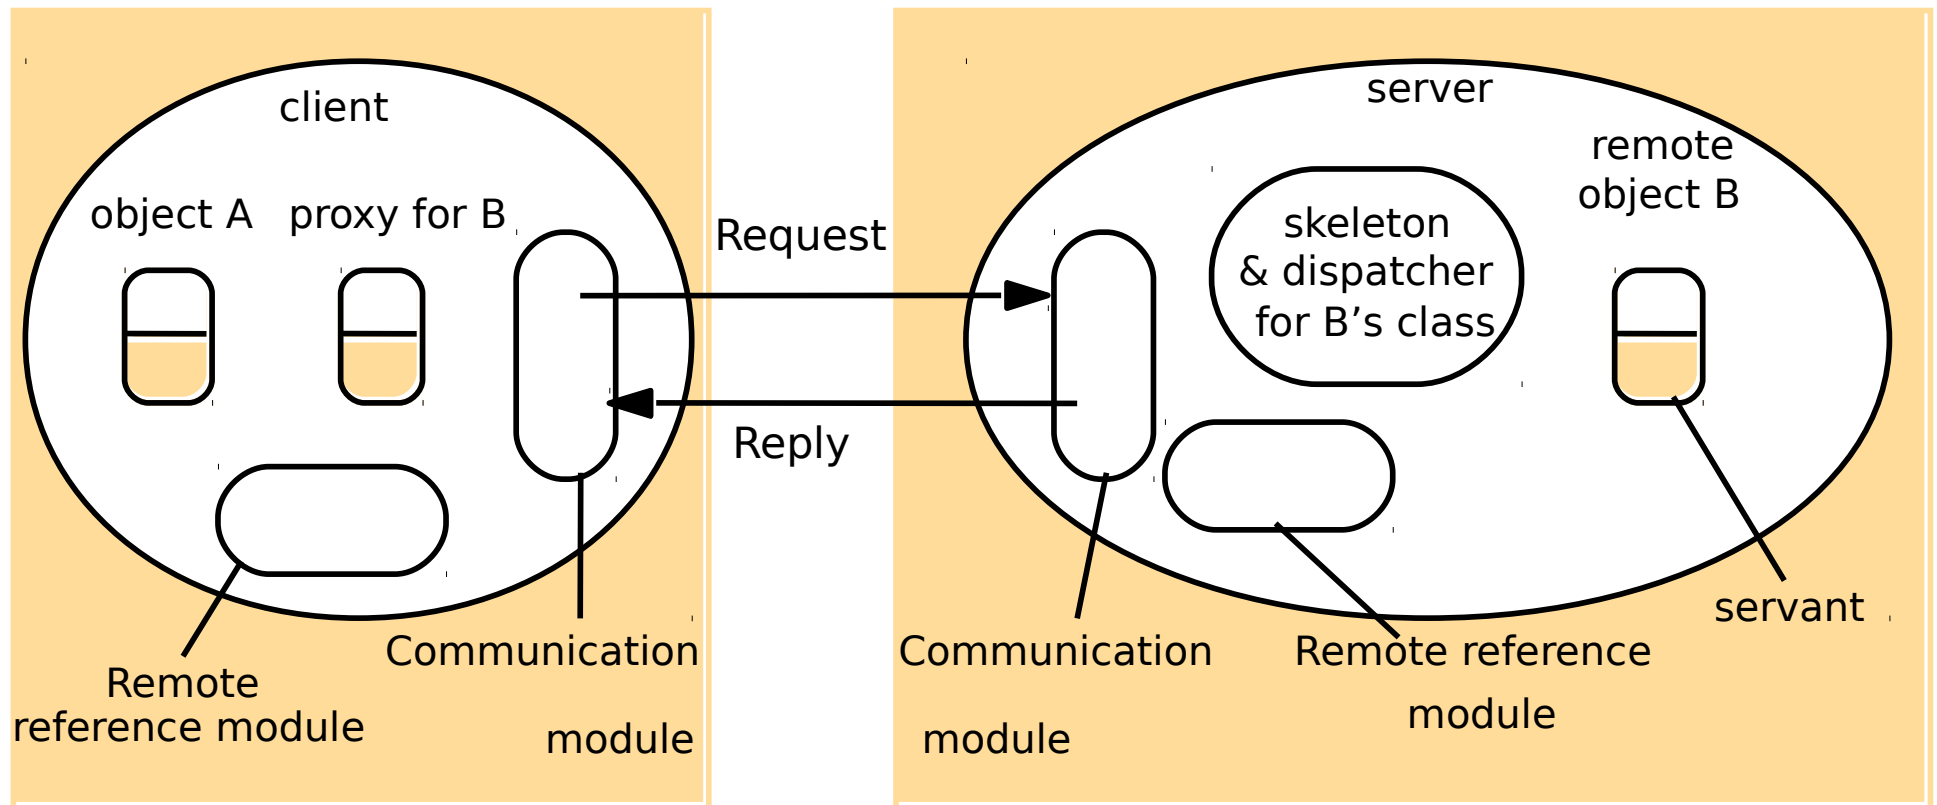 client
object A
proxy for B
Request
Reply
Remote
reference module
Communication
module
server
remote
object B
skeleton
& dispatcher
for B’s class
servant
Communication
module
Remote reference
module